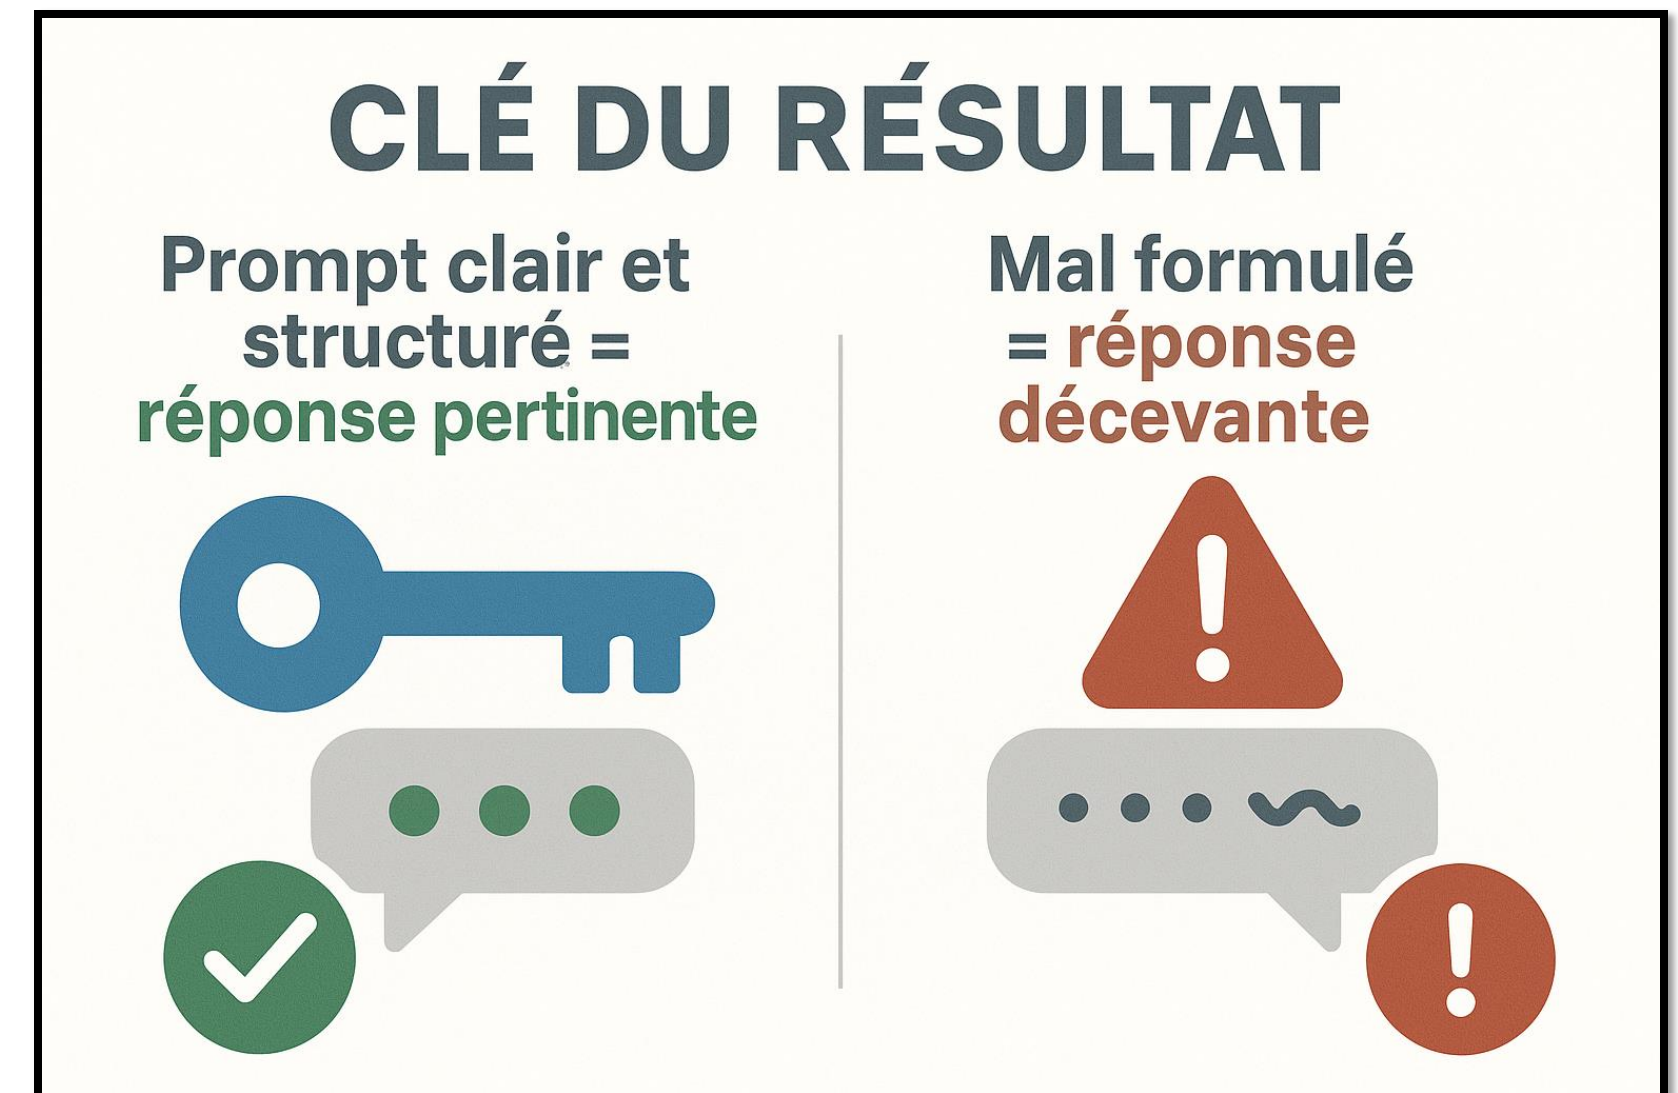 CLÉ DU RÉSULTAT
Prompt clair et
structuré =
réponse pertinente
Mal formulé
= réponse
décevante